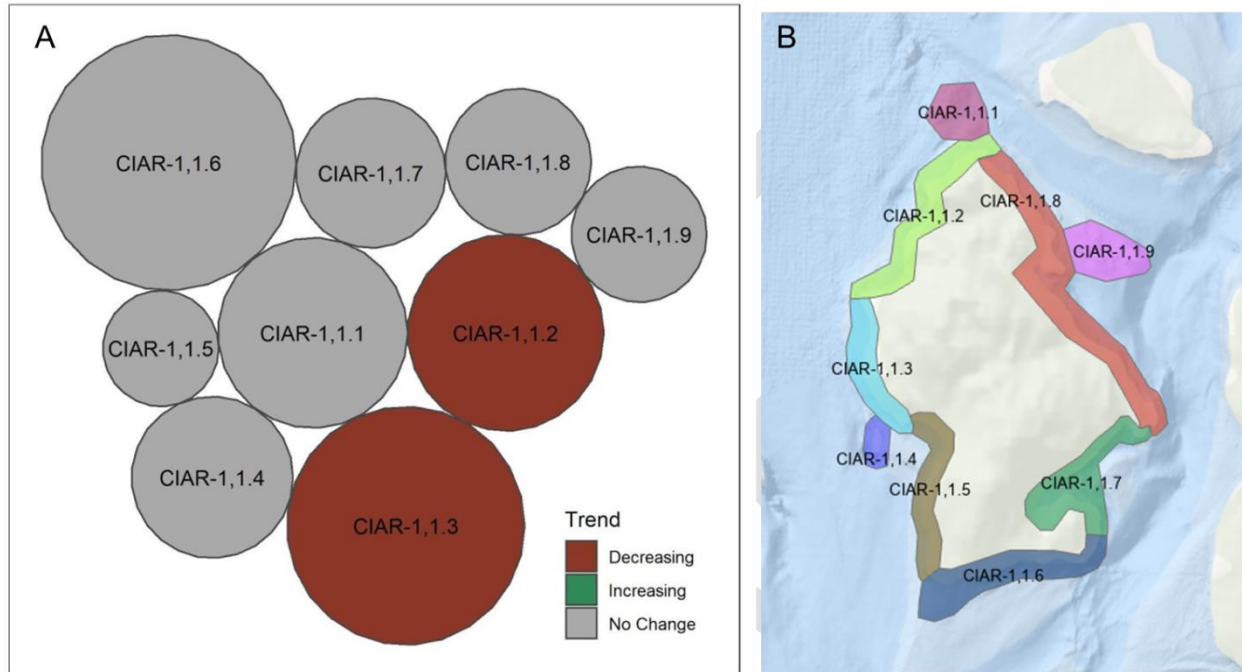 A
CIAR-1,1.6
CIAR-1,1.7
CIAR-1,1.8
CIAR-1,1.9
CIAR-1,1.5
CIAR-1,1.1
CIAR-1,1.2
CIAR-1,1.4
CIAR-1,1.3
Trend
Decreasing
Increasing
No Change
B
CIAR-1,1.1
CIAR-1,1.8
CIAR-1,1.2
CIAR-1,1.9
CIAR-1,1.3
CIAR-1,1.4
CIAR-1,1.7
CIAR-1,1.5
CIAR-1,1.6